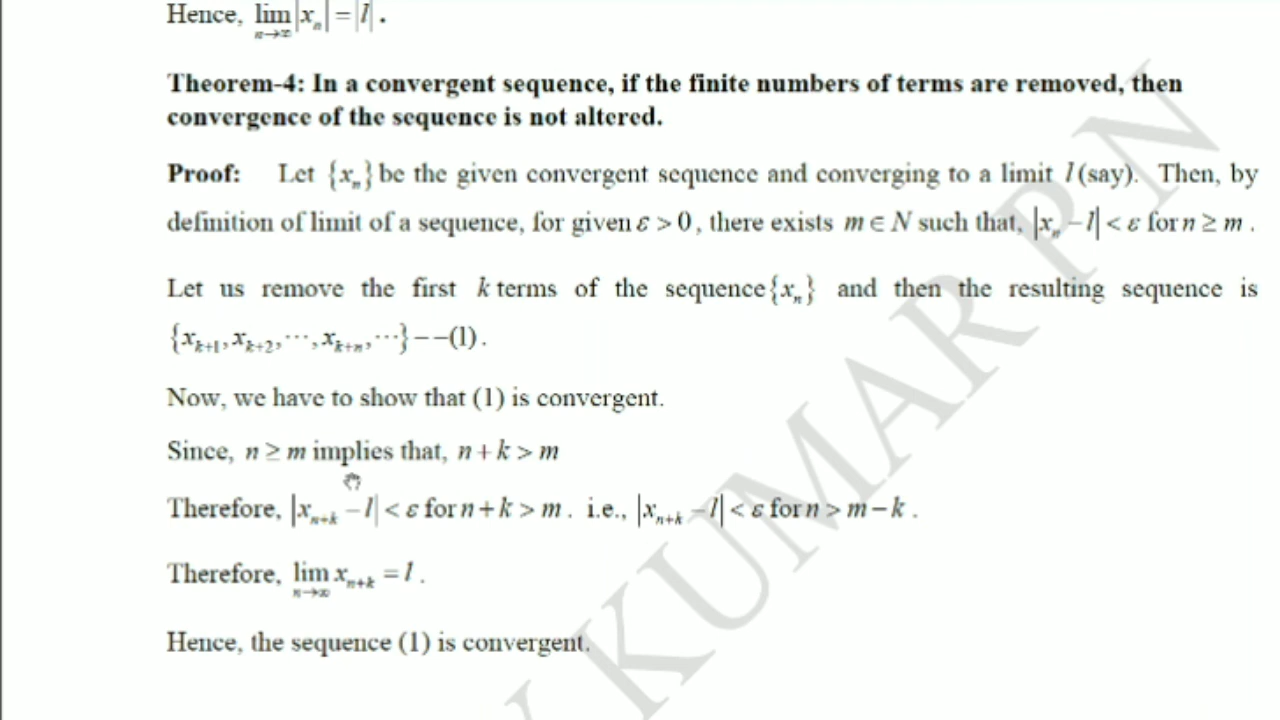 Hence, lim_{n→∞} |x_n| = |l|.
Theorem-4: In a convergent sequence, if the finite numbers of terms are removed, then
convergence of the sequence is not altered.
Proof: Let {x_n} be the given convergent sequence and converging to a limit l (say). Then, by
definition of limit of a sequence, for given ε > 0, there exists m ∈ N such that, |x_n − l| < ε for n ≥ m.
Let us remove the first k terms of the sequence {x_n} and then the resulting sequence is
{x_{k+1}, x_{k+2}, ⋯, x_{k+n}, ⋯} −−(1).
Now, we have to show that (1) is convergent.
Since, n ≥ m implies that, n + k > m
Therefore, |x_{n+k} − l| < ε for n + k > m. i.e., |x_{n+k} − l| < ε for n > m − k.
Therefore, lim_{n→∞} x_{n+k} = l.
Hence, the sequence (1) is convergent.
Y KUMAR P N